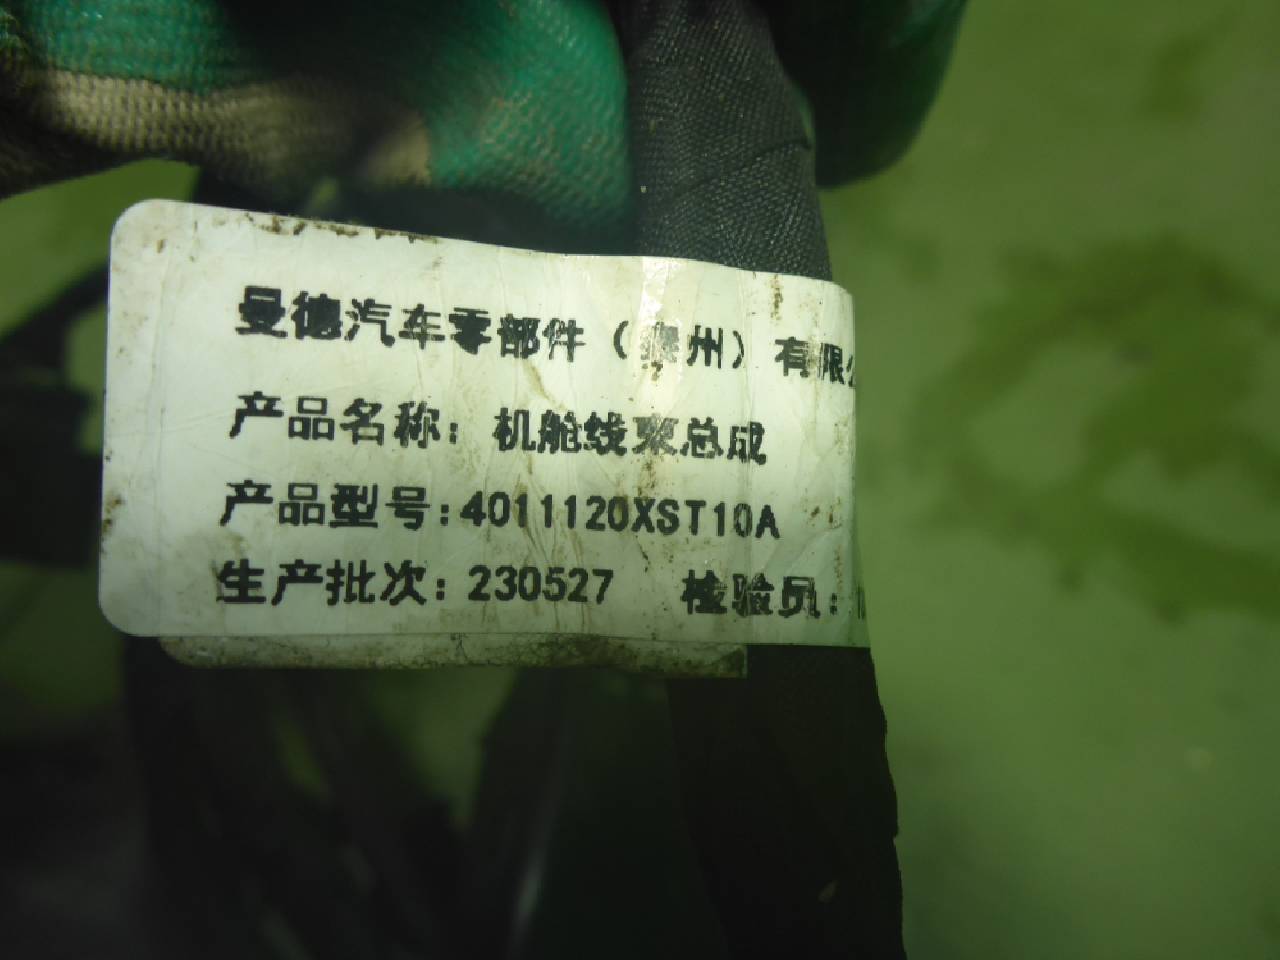 曼德汽车零部件（州）有限公
产品名称：机舱线束总成
产品型号：4011120XST10A
生产批次：230527 检验员：